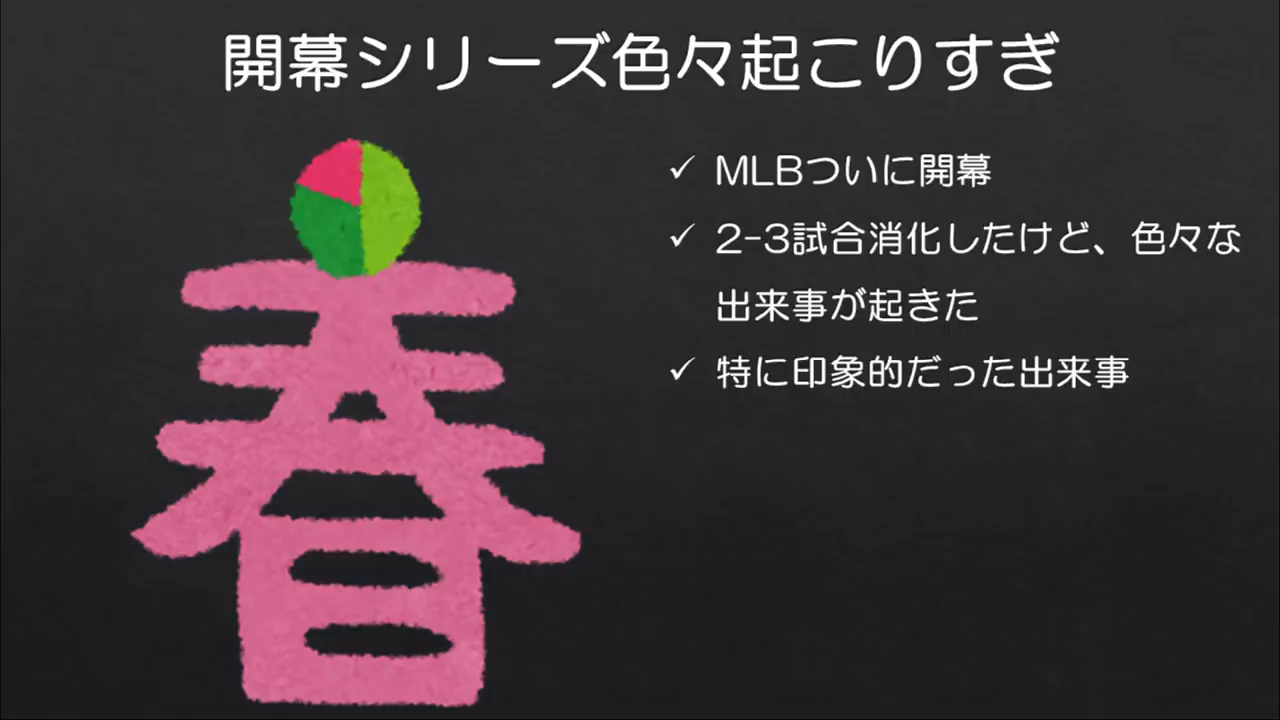 開幕シリーズ色々起こりすぎ
春
✓ MLBついに開幕
✓ 2-3試合消化したけど、色々な
出来事が起きた
✓ 特に印象的だった出来事